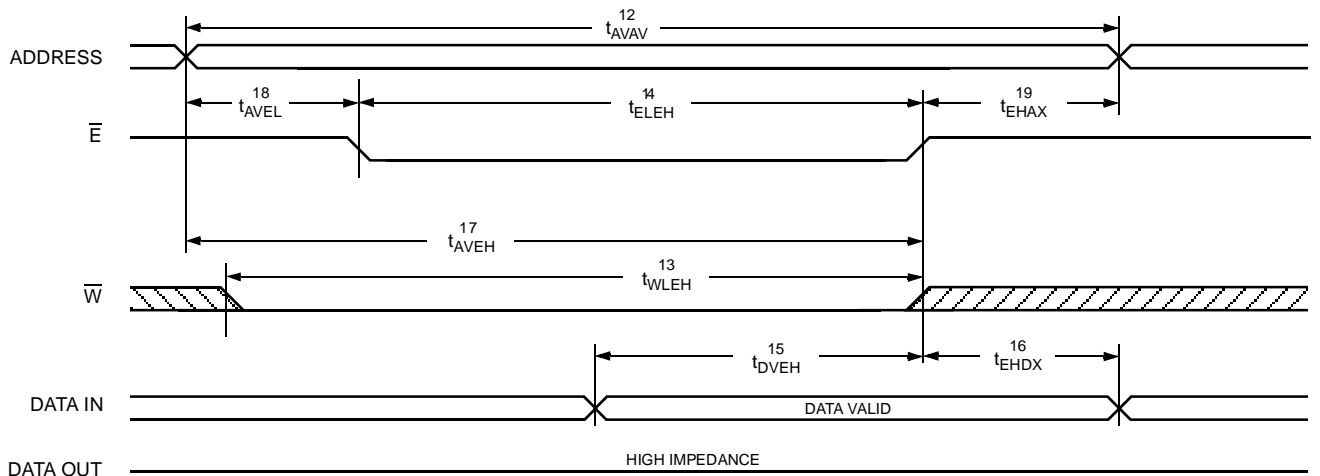 12
tAVAV
ADDRESS
18
tAVEL
14
tELEH
19
tEHAX
E
17
tAVEH
13
tWLEH
W
15
tDVEH
16
tEHDX
DATA IN
DATA VALID
DATA OUT
HIGH IMPEDANCE